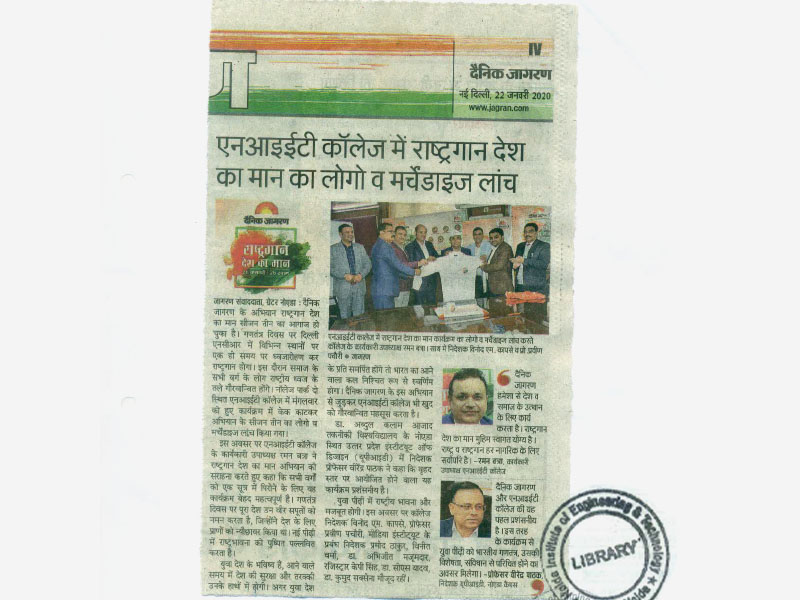 IV
दैनिक जागरण
नई दिल्ली, 22 जनवरी 2020
www.jagran.com
एनआइईटी कॉलेज में राष्ट्रगान देश
का मान का लोगो व मर्चेंडाइज लांच
दैनिक जागरण
राष्ट्रगान
देश का मान
जागरण संवाददाता, ग्रेटर नोएडा : दैनिक
जागरण के अभियान राष्ट्रगान देश
का मान सीजन तीन का आगाज हो
चुका है। गणतंत्र दिवस पर दिल्ली
एनसीआर में विभिन्न स्थानों पर
एक ही समय पर ध्वजारोहण कर
राष्ट्रगान होगा। इस दौरान समाज के
सभी वर्ग के लोग राष्ट्रीय ध्वज के
तले गौरवान्वित होंगे। नॉलेज पार्क दो
स्थित एनआइईटी कॉलेज में मंगलवार
को हुए कार्यक्रम में केक काटकर
अभियान के सीजन तीन का लोगो व
मर्चेंडाइज लांच किया गया।
इस अवसर पर एनआइईटी कॉलेज
के कार्यकारी उपाध्यक्ष रमन बत्रा ने
राष्ट्रगान देश का मान अभियान को
सराहना करते हुए कहा कि सभी वर्गों
को एक सूत्र में पिरोने के लिए यह
कार्यक्रम बेहद महत्वपूर्ण है। गणतंत्र
दिवस पर पूरा देश उन वीर सपूतों को
नमन करता है, जिन्होंने देश के लिए
प्राणों को न्यौछावर किया था। नई पीढ़ी
में राष्ट्रभावना को पुष्पित पल्लवित
करता है।
युवा देश के भविष्य हैं, आने वाले
समय में देश की सुरक्षा और तरक्की
उनके हाथों में होगी। अगर युवा देश
एनआईईटी कालेज में राष्ट्रगान देश का मान कार्यक्रम का लोगो व मर्चेंडाइज लांच करते
कॉलेज के कार्यकारी उपाध्यक्ष रमन बत्रा। साथ में निदेशक विनोद एम. कापसे व प्रो प्रवीण
पचौरी ● जागरण
के प्रति समर्पित होंगे तो भारत का आने
वाला कल निश्चित रूप से स्वर्णिम
होगा। दैनिक जागरण के इस अभियान
से जुड़कर एनआईईटी कॉलेज भी खुद
को गौरवान्वित महसूस करता है।
डा. अब्दुल कलाम आजाद
तकनीकी विश्वविद्यालय के नोएडा
स्थित उत्तर प्रदेश इंस्टीट्यूट ऑफ
डिजाइन (यूपीआइडी) में निदेशक
प्रोफेसर वीरेंद्र पाठक ने कहा कि वृहद
स्तर पर आयोजित होने वाला यह
कार्यक्रम प्रशंसनीय है।
युवा पीढ़ी में राष्ट्रीय भावना और
मजबूत होगी। इस अवसर पर कॉलेज
निदेशक विनोद एम. कापसे, प्रोफेसर
प्रवीण पचौरी, मीडिया इंस्टीट्यूट के
प्रबंध निदेशक प्रमोद ठाकुर, विनीत
वर्मा, डा. अभिजीत मजूमदार,
रजिस्ट्रार केपी सिंह, डा. सोएस यादव,
डा. कुमुद सक्सेना मौजूद रहीं।
दैनिक
जागरण
हमेशा से देश व
समाज के उत्थान
के लिए कार्य
करता है। राष्ट्रगान
देश का मान मुहिम स्वागत योग्य है।
राष्ट्र व राष्ट्रगान हर नागरिक के लिए
सर्वोपरि है। -रमन बत्रा, कार्यकारी
उपाध्यक्ष एनआईईटी कॉलेज
दैनिक जागरण
और एनआईईटी
कॉलेज की यह
पहल प्रशंसनीय
है। इस तरह
के कार्यक्रम से
युवा पीढ़ी को भारतीय गणतंत्र, उसकी
विशेषता, संविधान से परिचित होने का
अवसर मिलेगा। -प्रोफेसर वीरेंद्र पाठक,
निदेशक यूपीआईडी, नोएडा कैंपस
Noida Institute of Engineering & Technology
LIBRARY